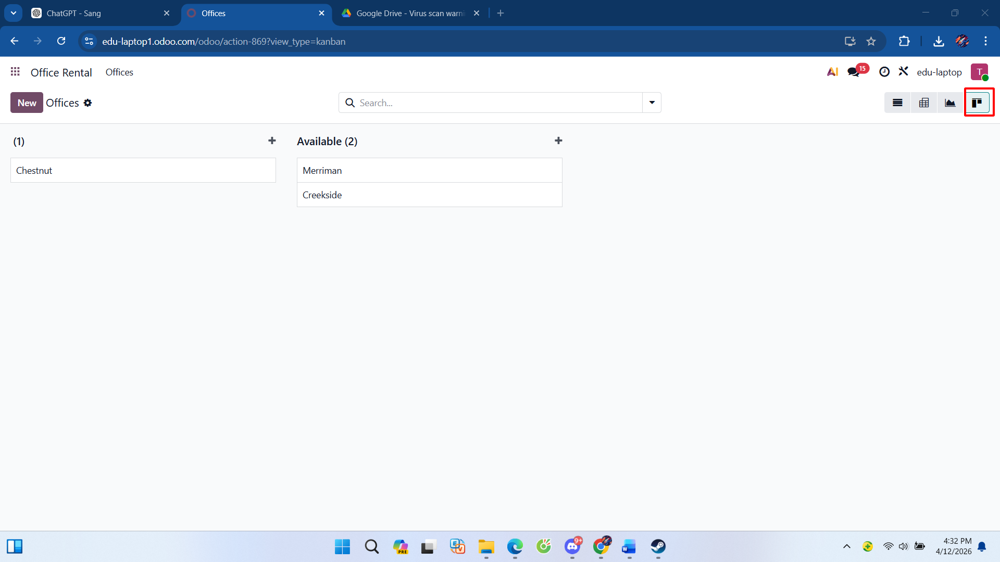 ChatGPT - Sang
Offices
Google Drive - Virus scan warni
edu-laptop1.odoo.com/odoo/action-869?view_type=kanban
Office Rental
Offices
AI
15
edu-laptop
T
New
Offices
Search...
(1)
Available (2)
Chestnut
Merriman
Creekside
PRE
E
V
9+
W
4:32 PM
4/12/2026